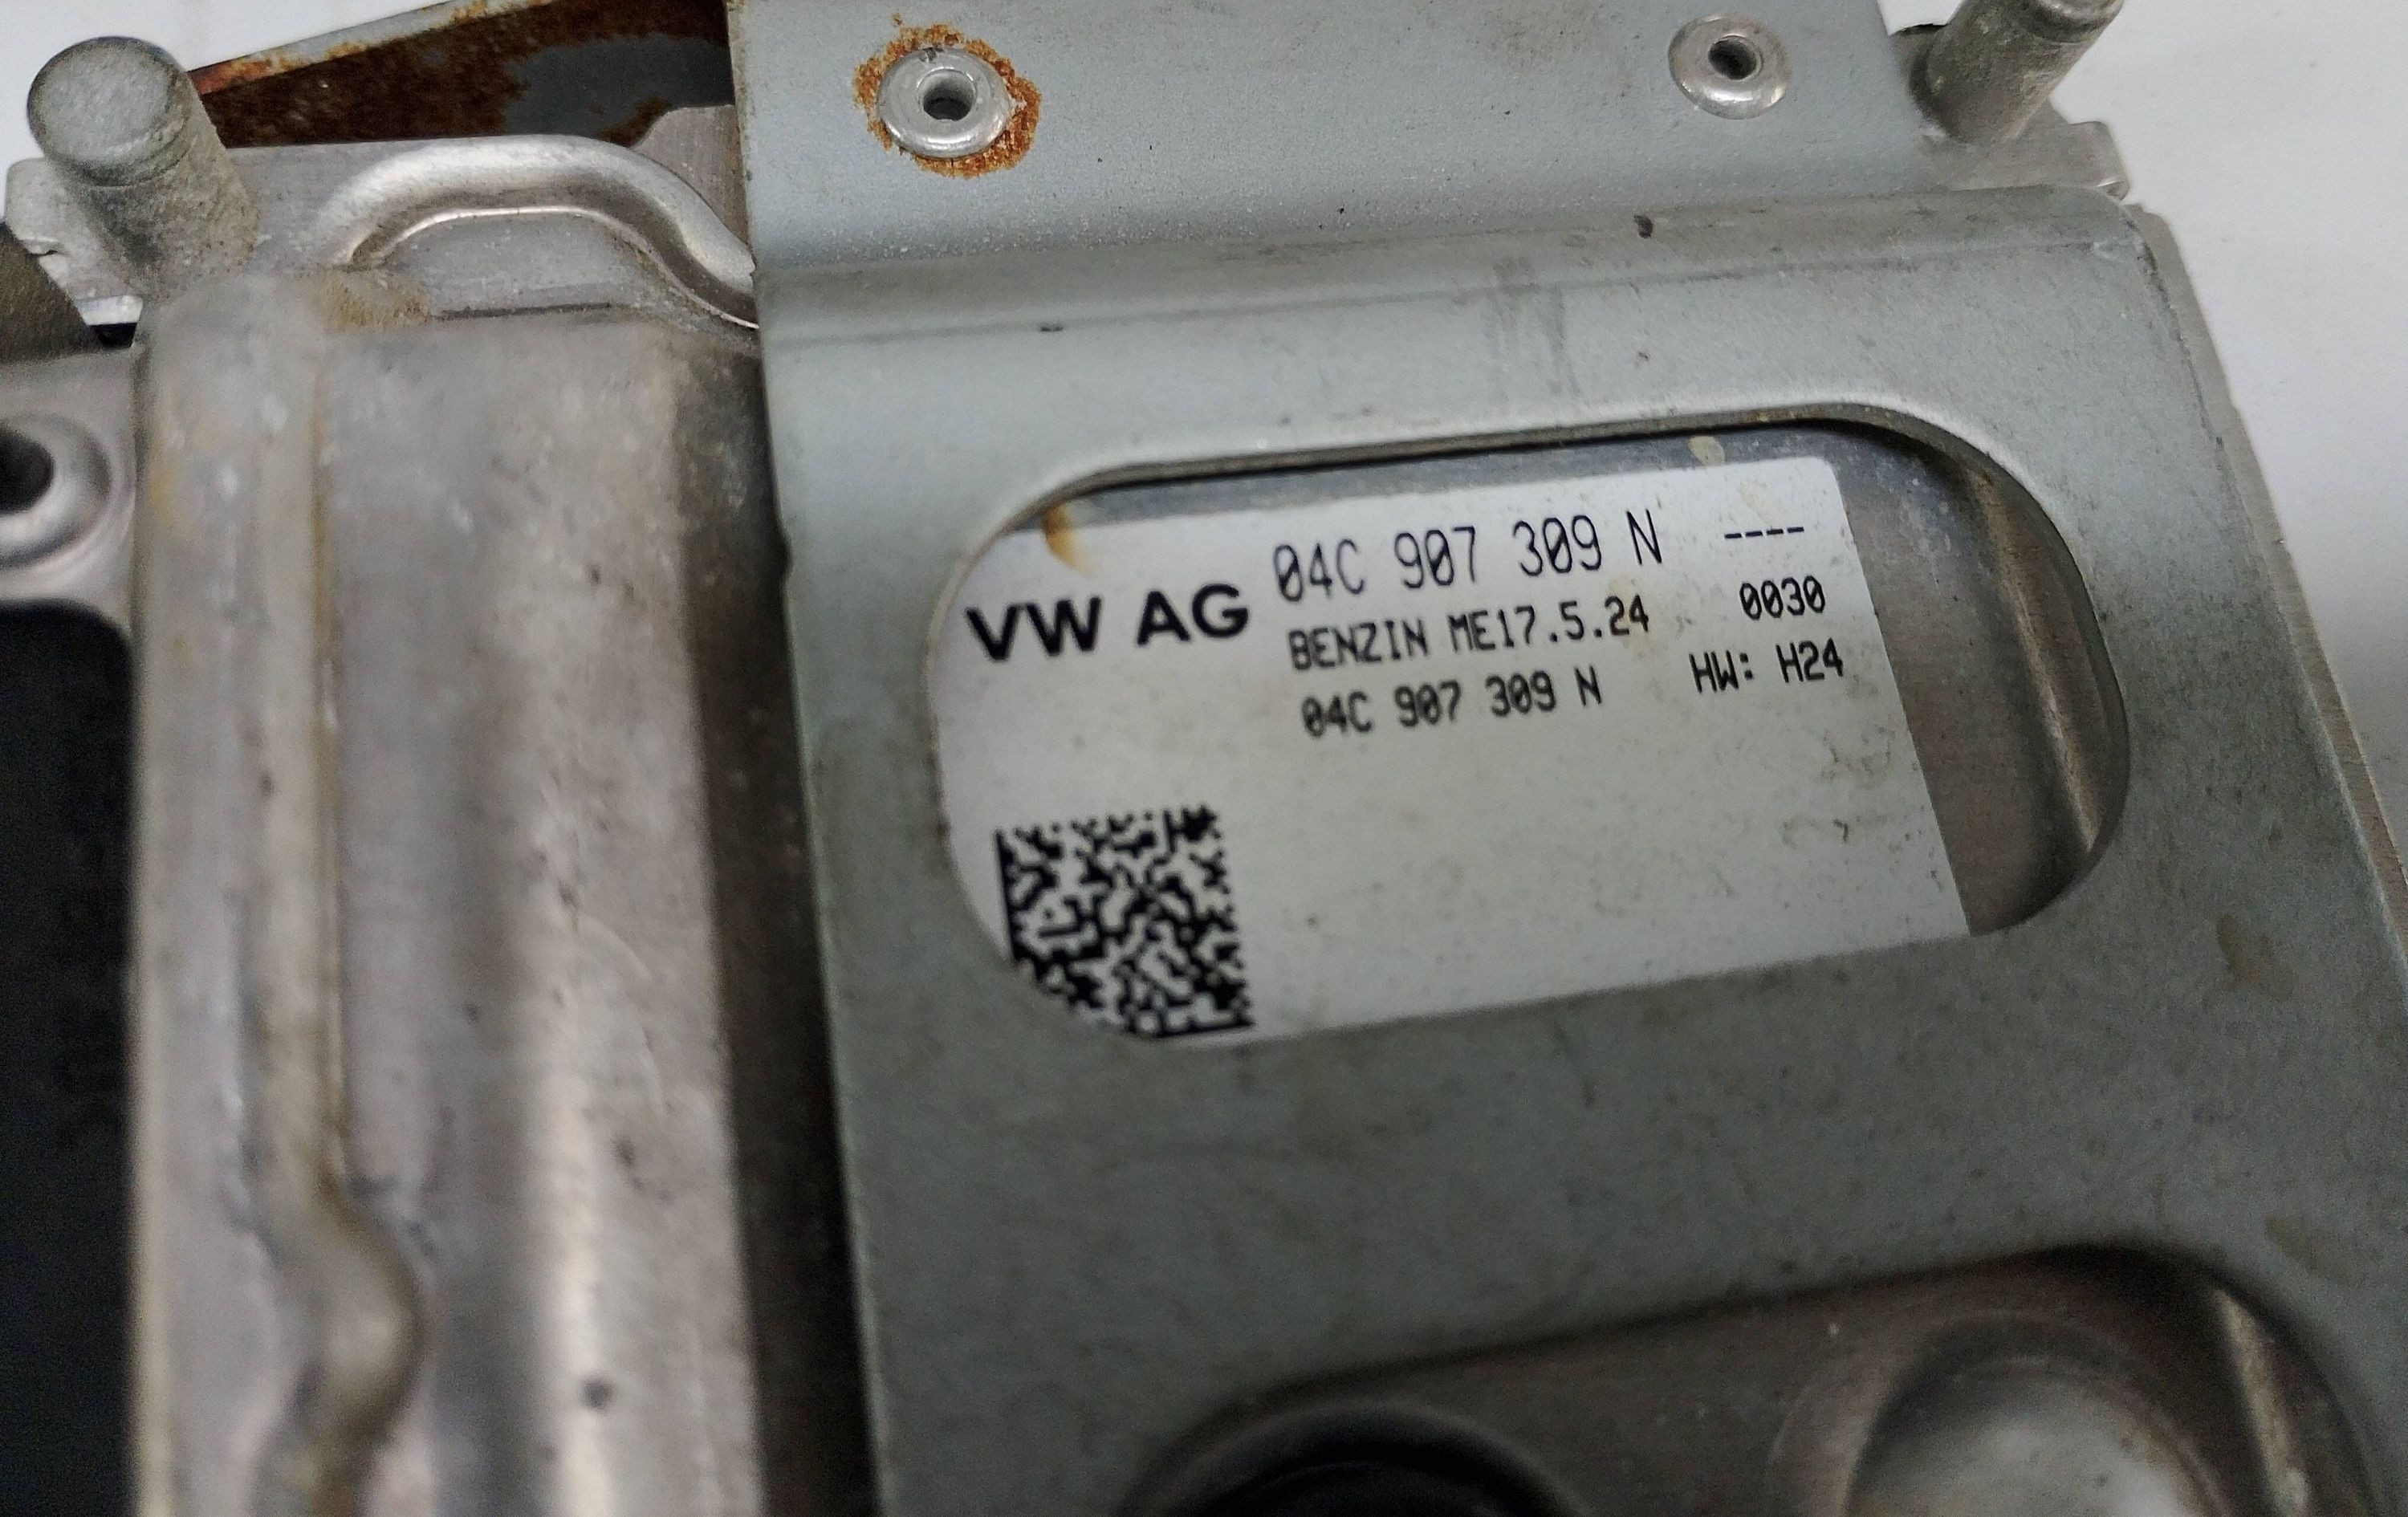 VW AG
04C 907 309 N ----
BENZIN ME17.5.24 0030
04C 907 309 N HW: H24